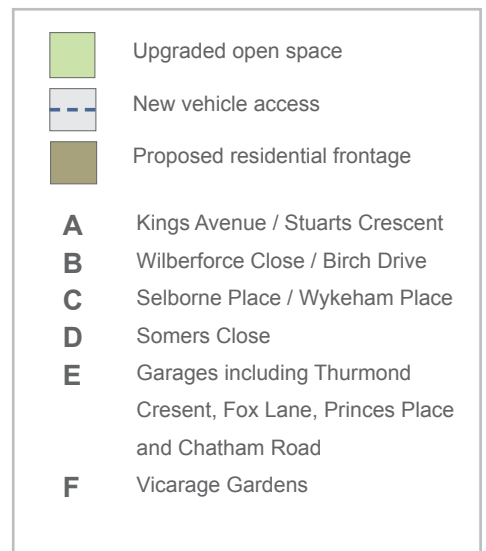 Upgraded open space
New vehicle access
Proposed residential frontage
A Kings Avenue / Stuarts Crescent
B Wilberforce Close / Birch Drive
C Selborne Place / Wykeham Place
D Somers Close
E Garages including Thurmond
Cresent, Fox Lane, Princes Place
and Chatham Road
F Vicarage Gardens